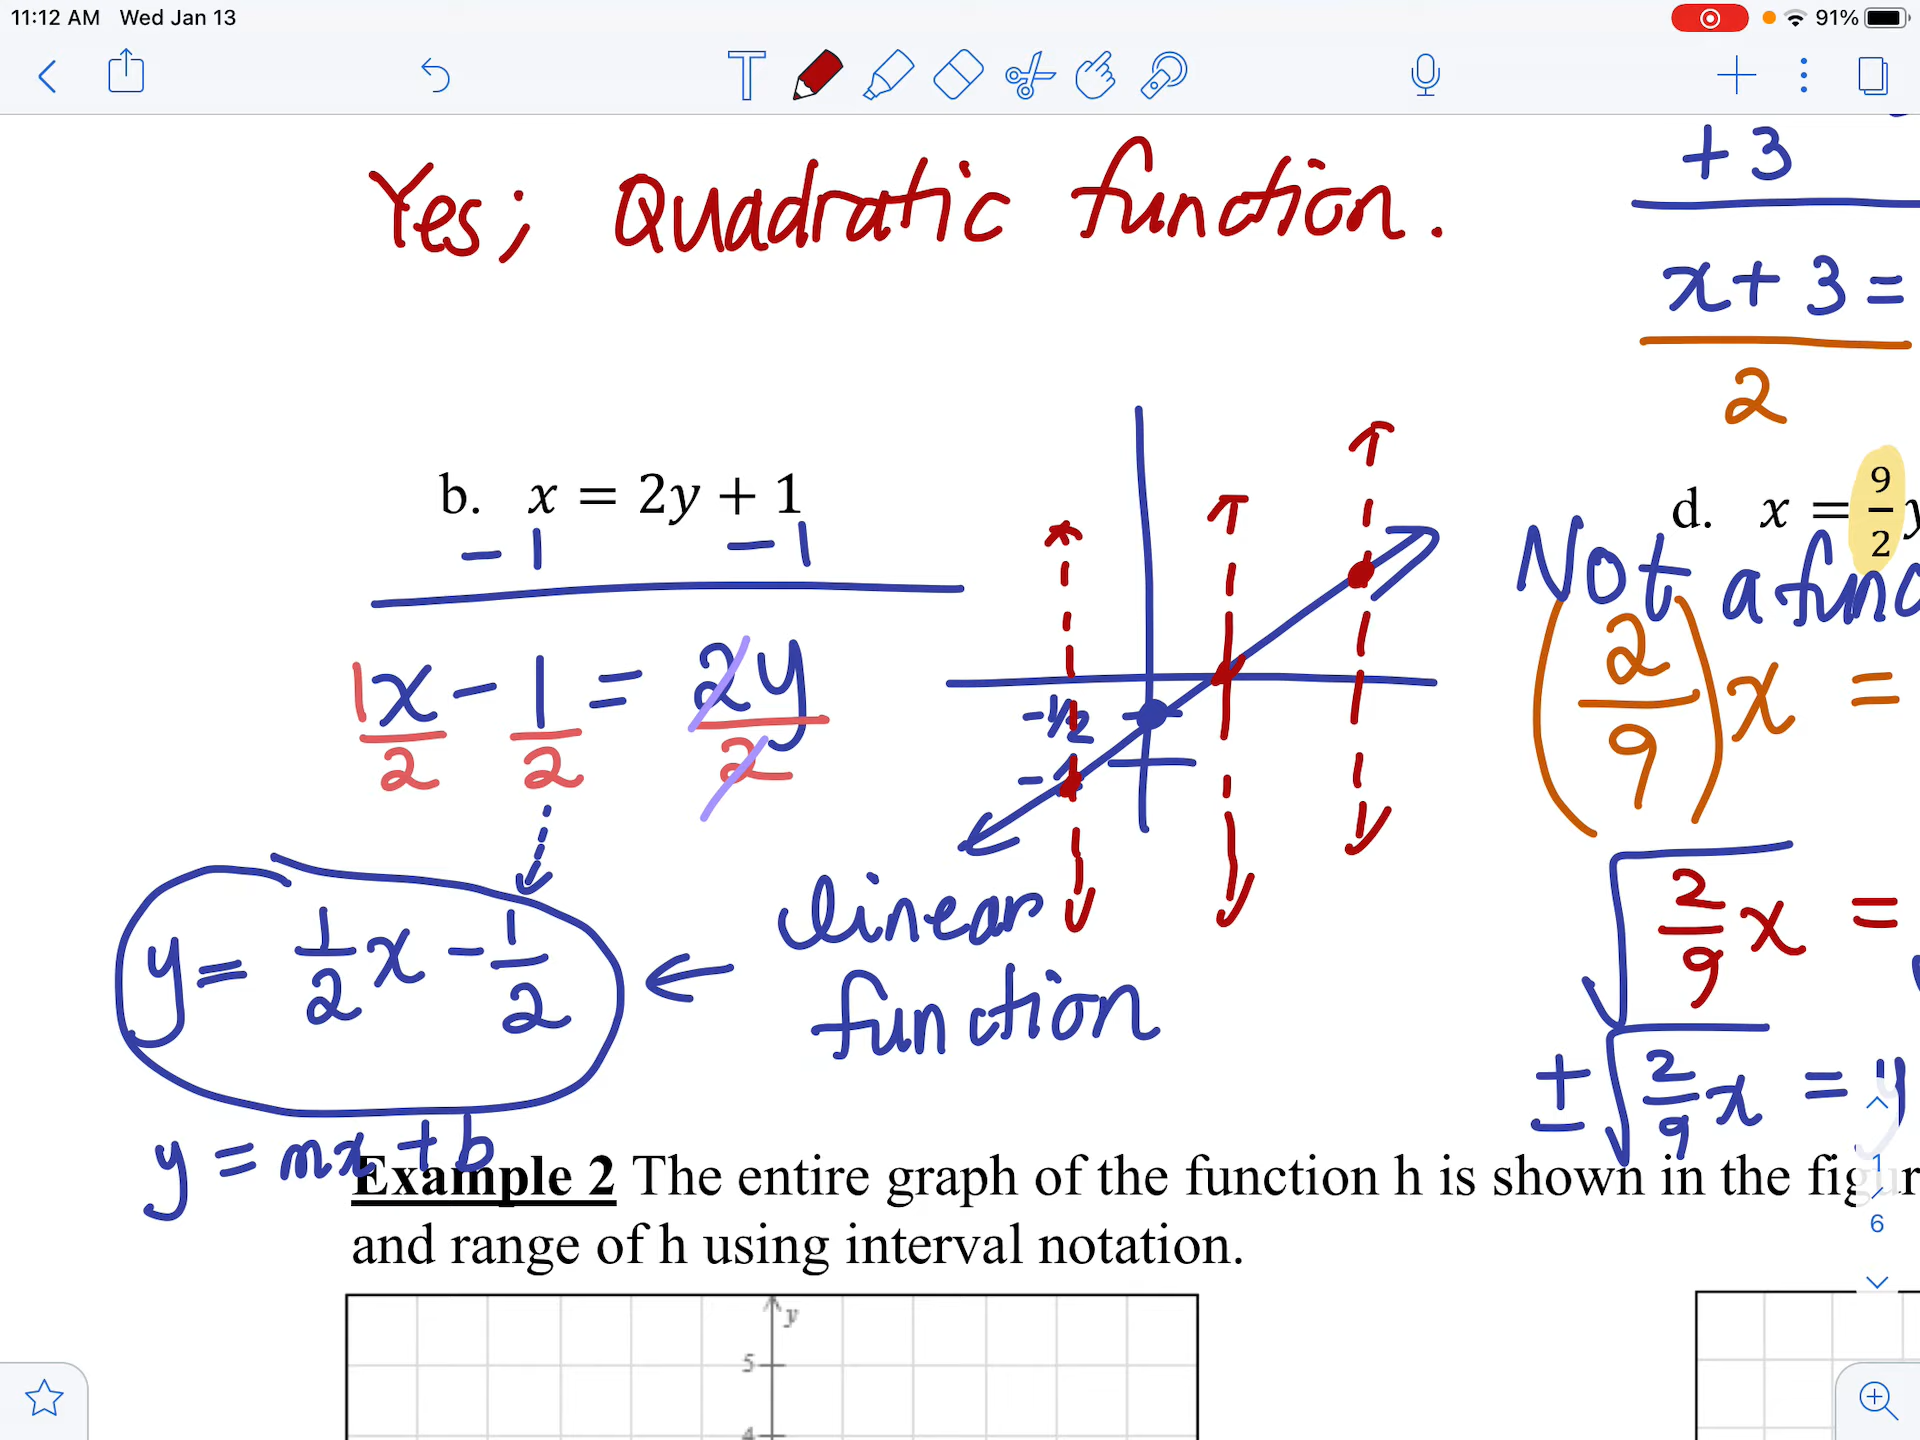 11:12 AM Wed Jan 13
91%
T
Yes; Quadratic function.
+ 3
x + 3 =
2
b. x = 2y + 1
- 1 - 1
1x/2 - 1/2 = 2y/2
y = 1/2 x - 1/2
y = mx + b
← linear
function
-1/2
-1
d. x = 9/2 y
Not a func
(2/9) x =
√ 2/9 x =
± √ 2/9 x = y
Example 2 The entire graph of the function h is shown in the figur
and range of h using interval notation.
y
5
4
1
/
6